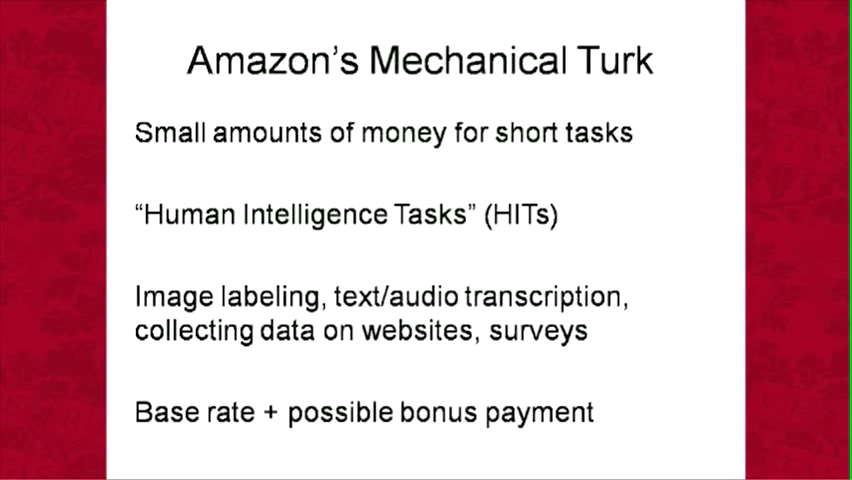 Amazon’s Mechanical Turk
Small amounts of money for short tasks
“Human Intelligence Tasks” (HITs)
Image labeling, text/audio transcription,
collecting data on websites, surveys
Base rate + possible bonus payment